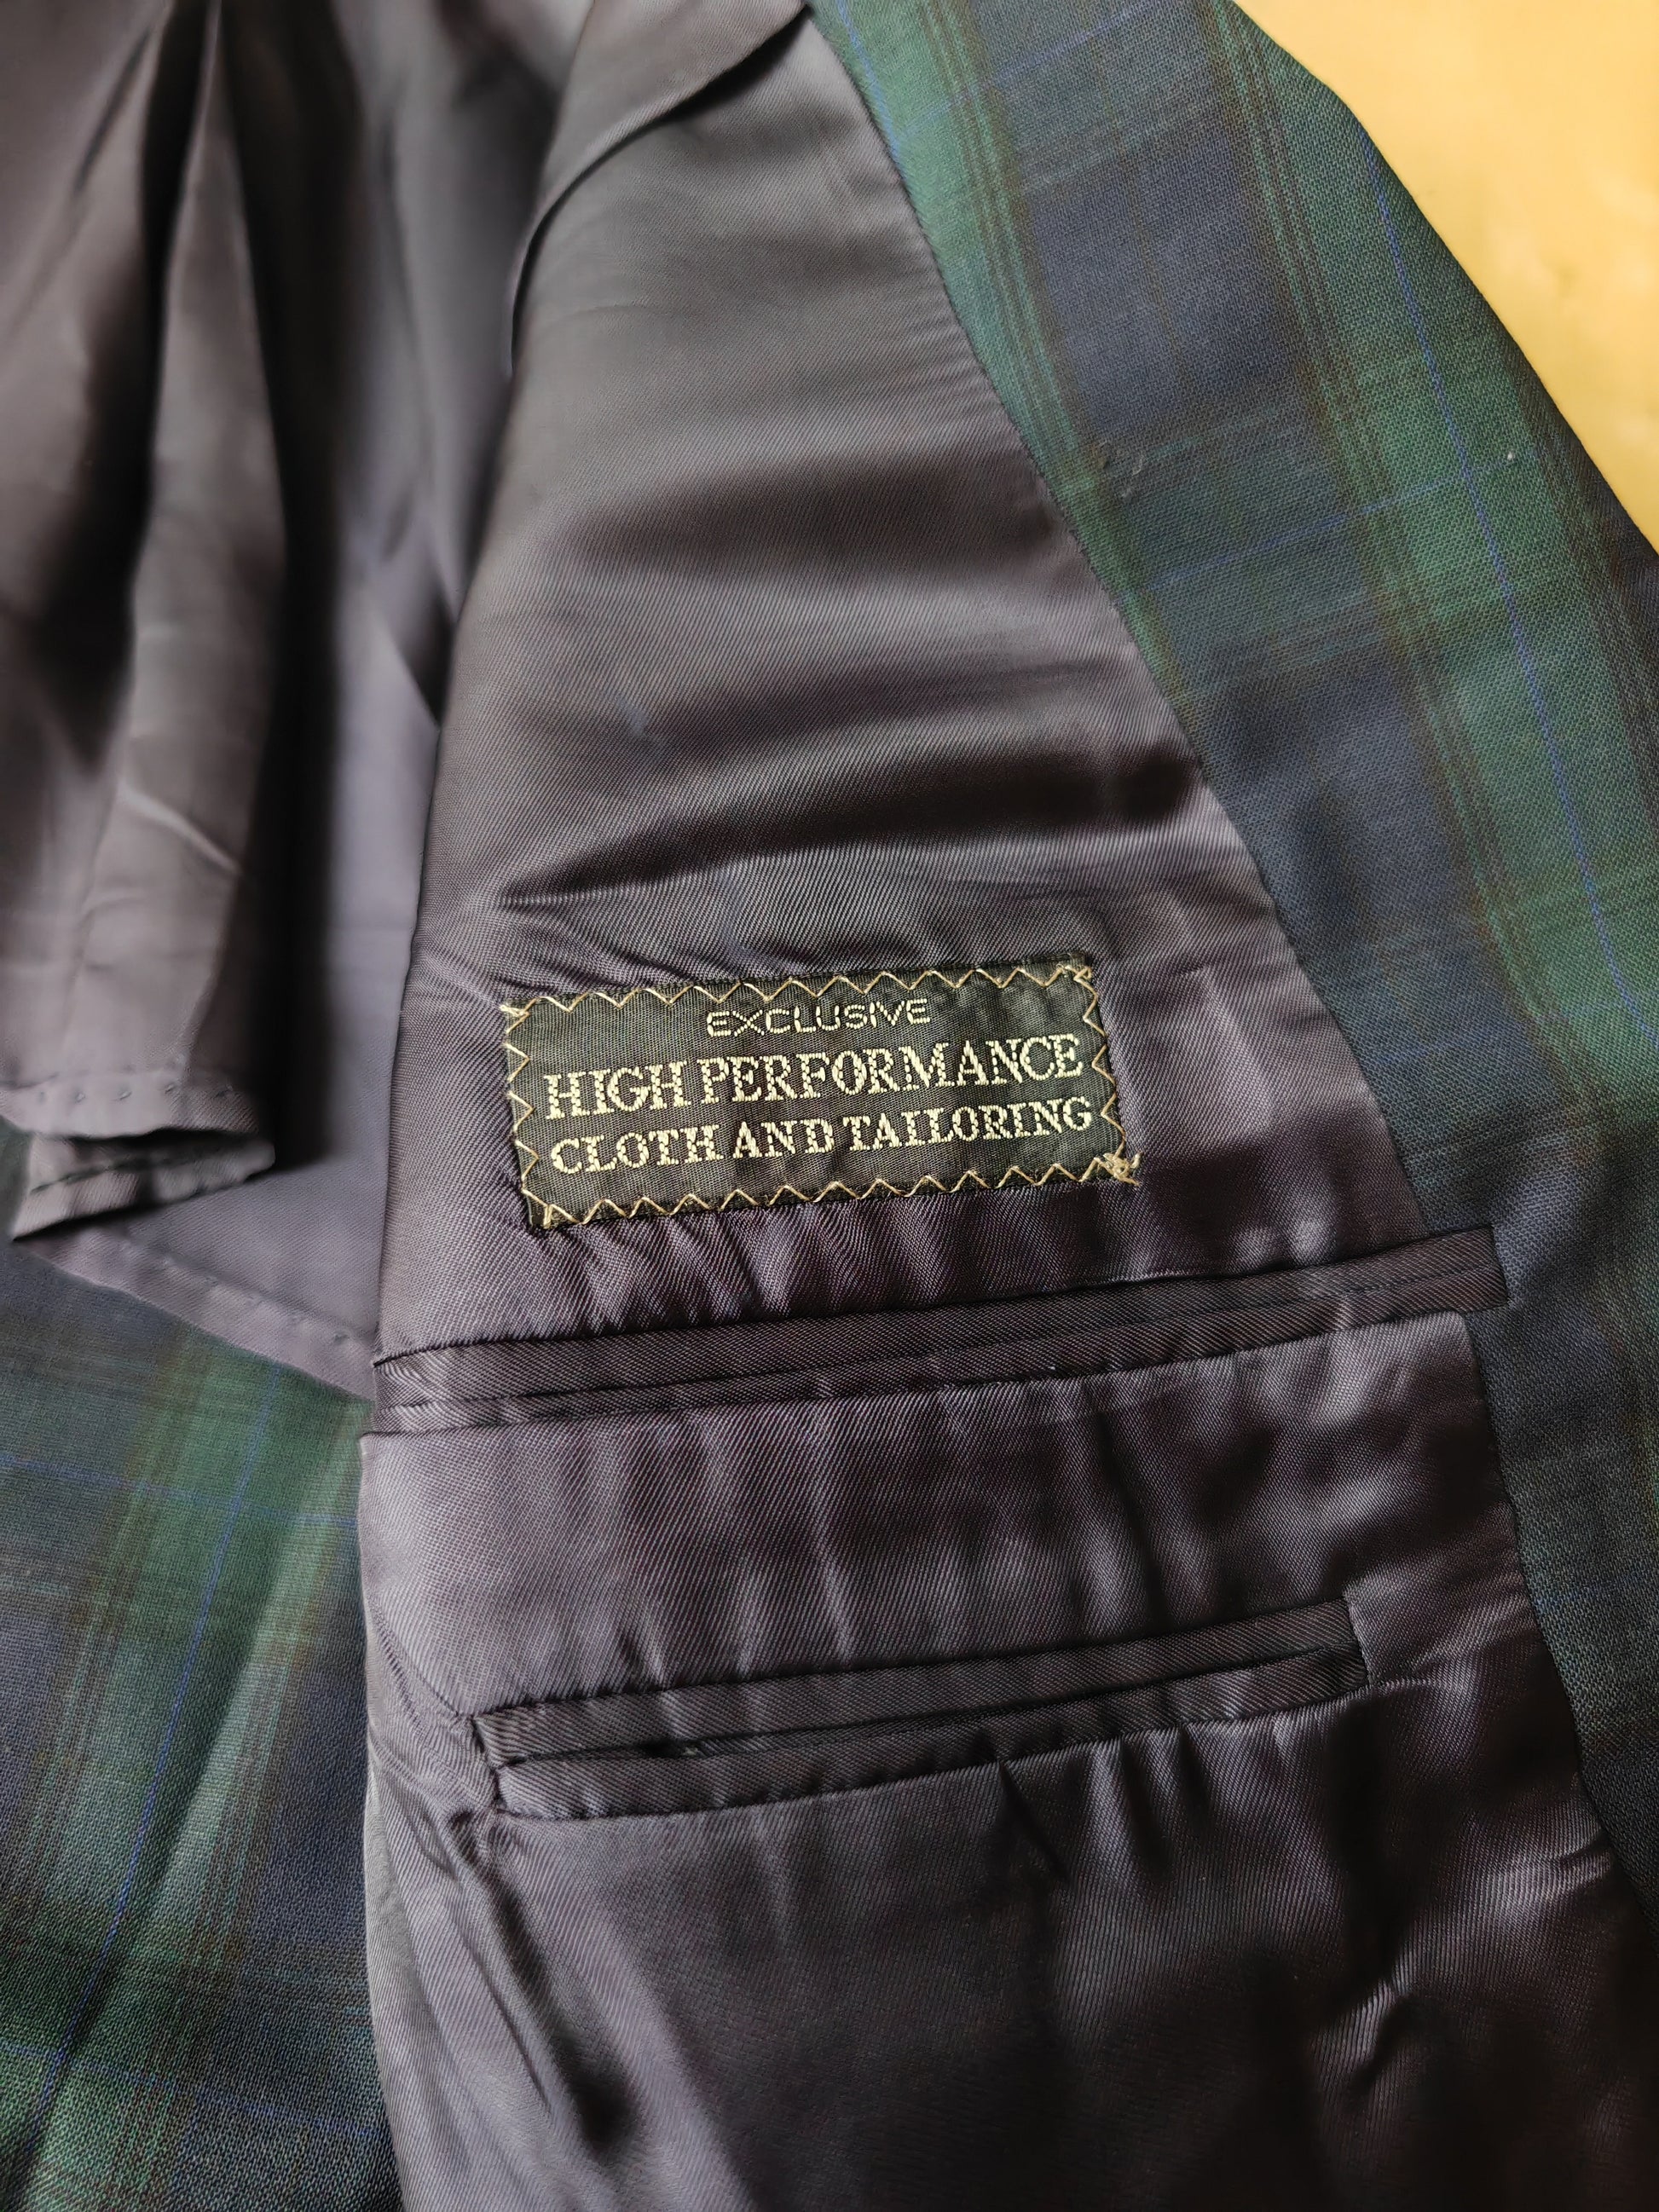 EXCLUSIVE
HIGH PERFORMANCE
CLOTH AND TAILORING